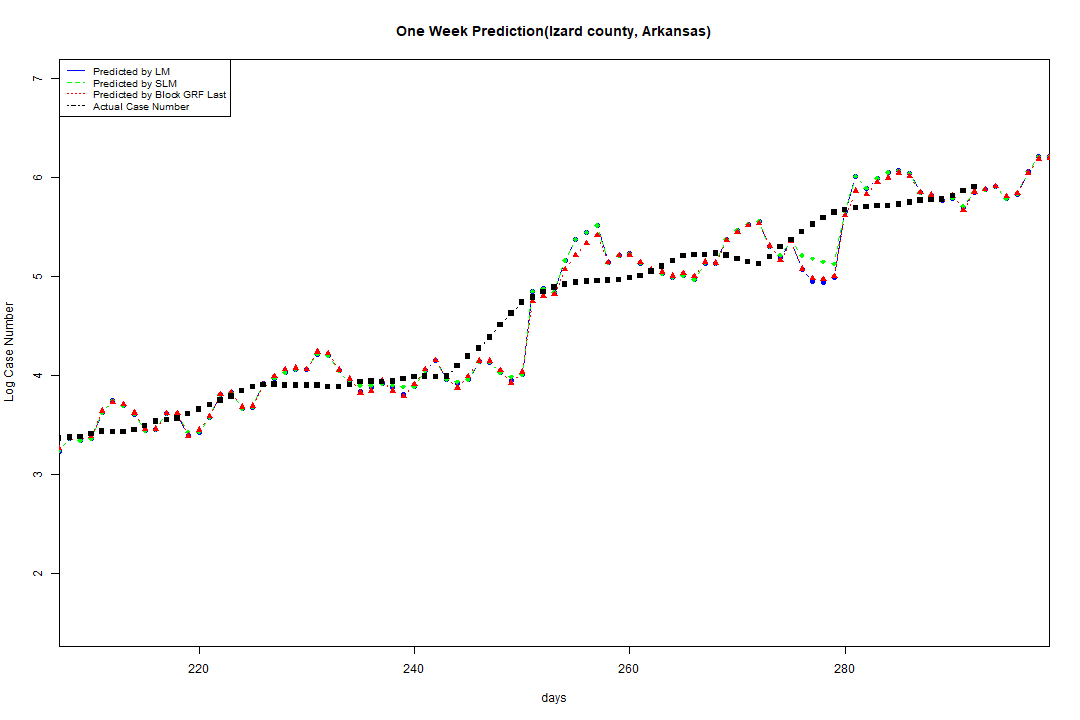 One Week Prediction(Izard county, Arkansas)
Predicted by LM
Predicted by SLM
Predicted by Block GRF Last
Actual Case Number
7
6
5
4
3
2
Log Case Number
220 240 260 280
days